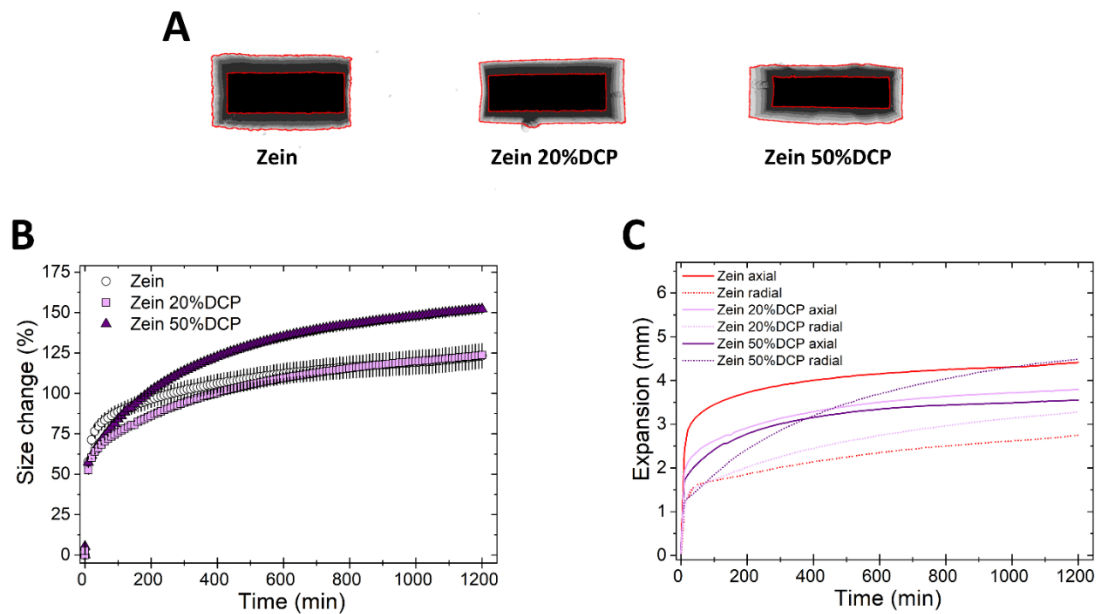 A
Zein
Zein 20%DCP
Zein 50%DCP
B
Size change (%)
175
150
125
100
75
50
25
0
Zein
Zein 20%DCP
Zein 50%DCP
0
200
400
600
800
1000
1200
Time (min)
C
Expansion (mm)
6
5
4
3
2
1
0
Zein axial
Zein radial
Zein 20%DCP axial
Zein 20%DCP radial
Zein 50%DCP axial
Zein 50%DCP radial
0
200
400
600
800
1000
1200
Time (min)